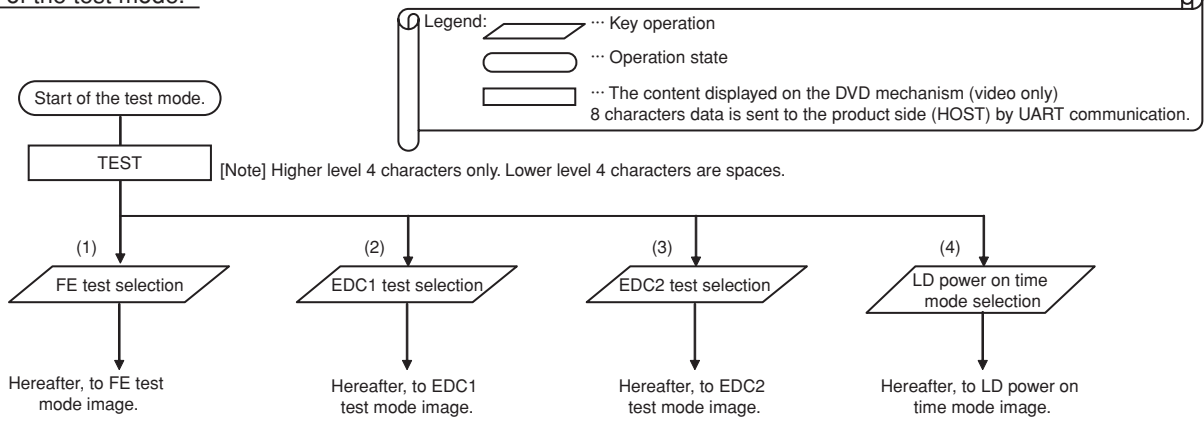 of the test mode.
Legend:
··· Key operation
··· Operation state
··· The content displayed on the DVD mechanism (video only)
8 characters data is sent to the product side (HOST) by UART communication.
Start of the test mode.
TEST
[Note] Higher level 4 characters only. Lower level 4 characters are spaces.
(1)
FE test selection
Hereafter, to FE test
mode image.
(2)
EDC1 test selection
Hereafter, to EDC1
test mode image.
(3)
EDC2 test selection
Hereafter, to EDC2
test mode image.
(4)
LD power on time
mode selection
Hereafter, to LD power on
time mode image.